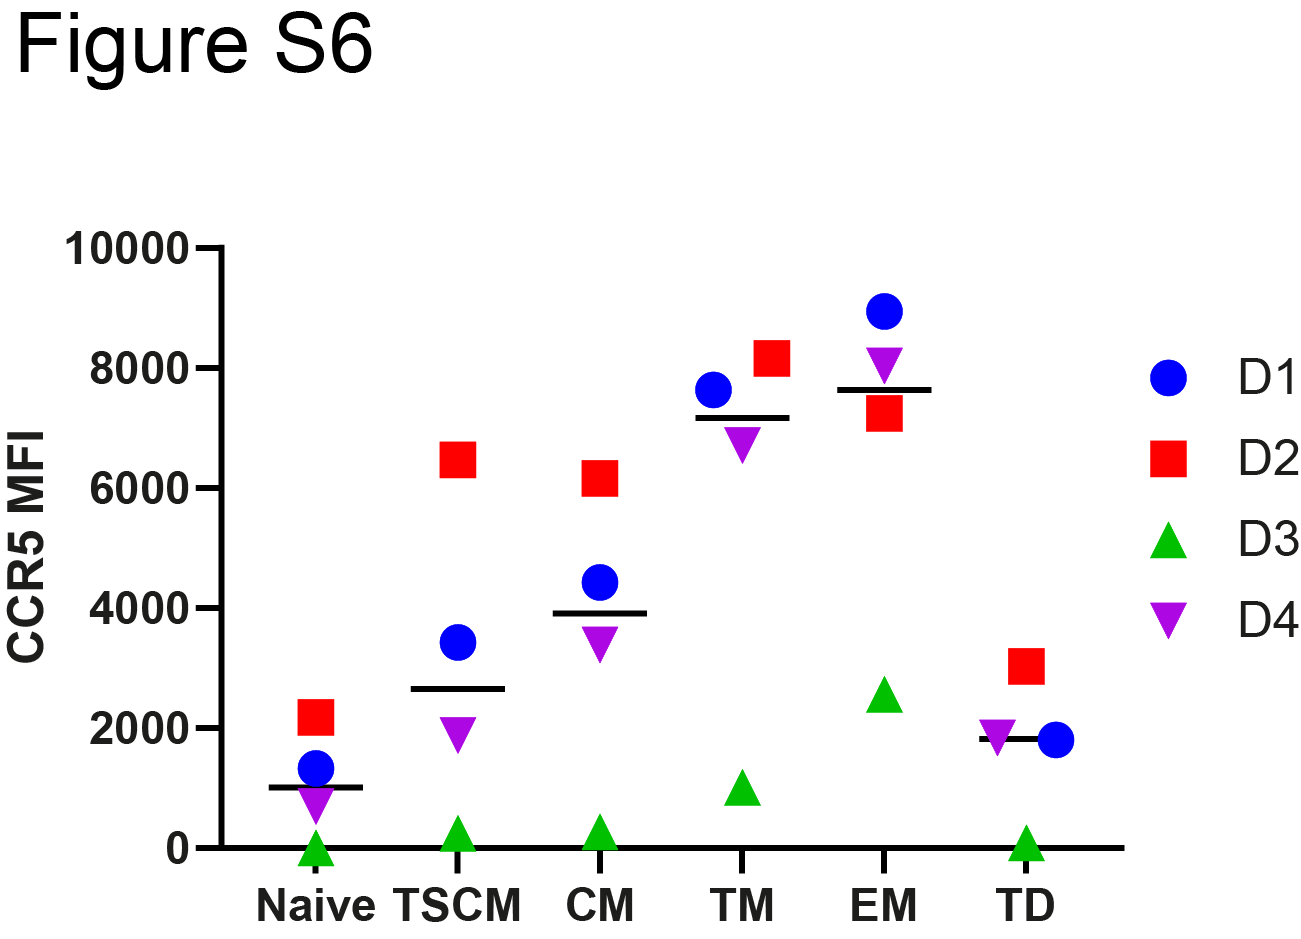 Figure S6
10000
8000
6000
4000
2000
0
CCR5 MFI
Naive TSCM CM TM EM TD
D1
D2
D3
D4